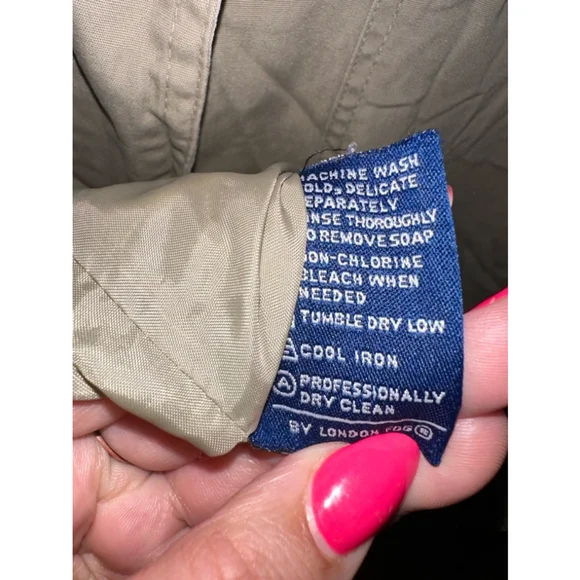 MACHINE WASH
COLD, DELICATE
SEPARATELY
RINSE THOROUGHLY
TO REMOVE SOAP
NON-CHLORINE
BLEACH WHEN
NEEDED
TUMBLE DRY LOW
COOL IRON
A PROFESSIONALLY
DRY CLEAN
BY LONDON FOG®